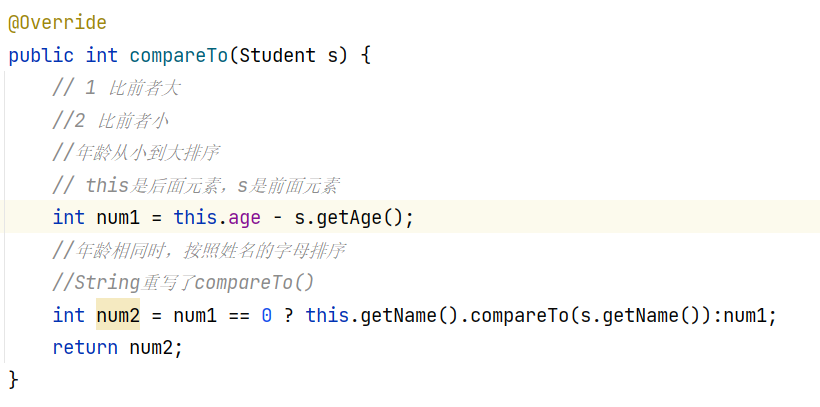 @Override
public int compareTo(Student s) {
// 1 比前者大
//2 比前者小
//年龄从小到大排序
// this是后面元素，s是前面元素
int num1 = this.age - s.getAge();
//年龄相同时，按照姓名的字母排序
//String重写了compareTo()
int num2 = num1 == 0 ? this.getName().compareTo(s.getName()):num1;
return num2;
}